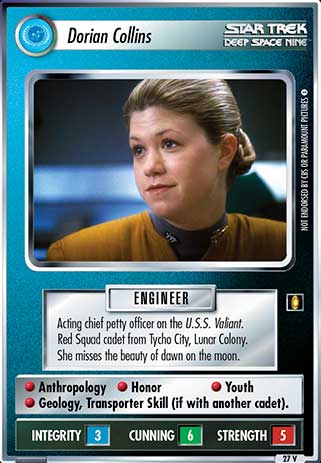 Dorian Collins
STAR TREK
DEEP SPACE NINE
NOT ENDORSED BY CBS OR PARAMOUNT PICTURES
ENGINEER
Acting chief petty officer on the U.S.S. Valiant.
Red Squad cadet from Tycho City, Lunar Colony.
She misses the beauty of dawn on the moon.
Anthropology Honor Youth
Geology, Transporter Skill (if with another cadet).
INTEGRITY 3 CUNNING 6 STRENGTH 5
27 V